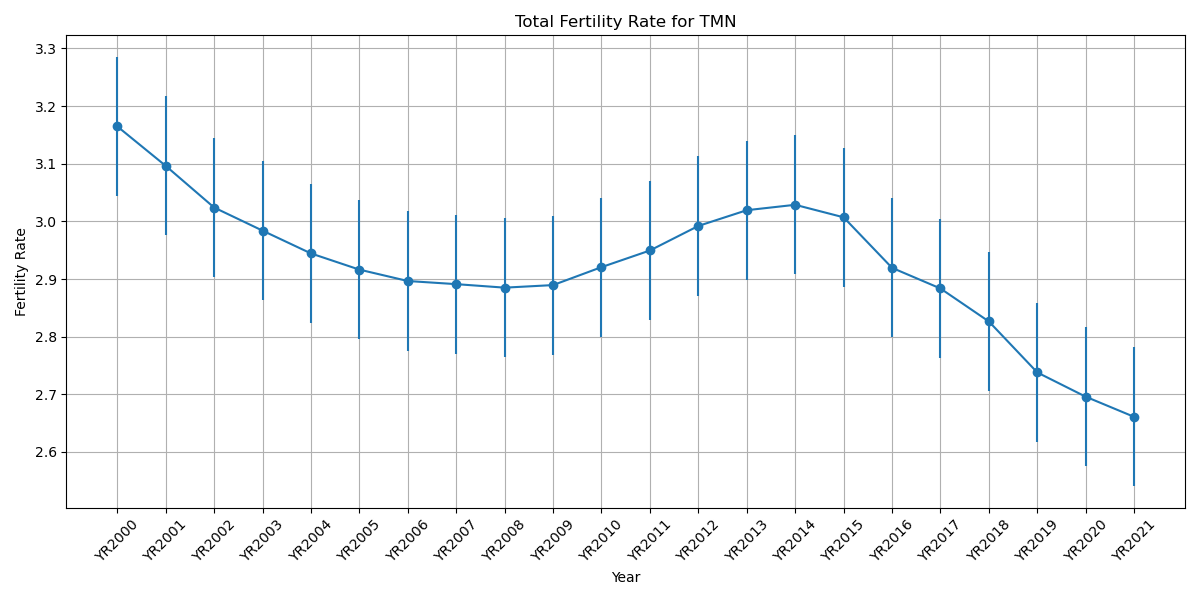 Total Fertility Rate for TMN
Fertility Rate
3.3
3.2
3.1
3.0
2.9
2.8
2.7
2.6
YR2000
YR2001
YR2002
YR2003
YR2004
YR2005
YR2006
YR2007
YR2008
YR2009
YR2010
YR2011
YR2012
YR2013
YR2014
YR2015
YR2016
YR2017
YR2018
YR2019
YR2020
YR2021
Year